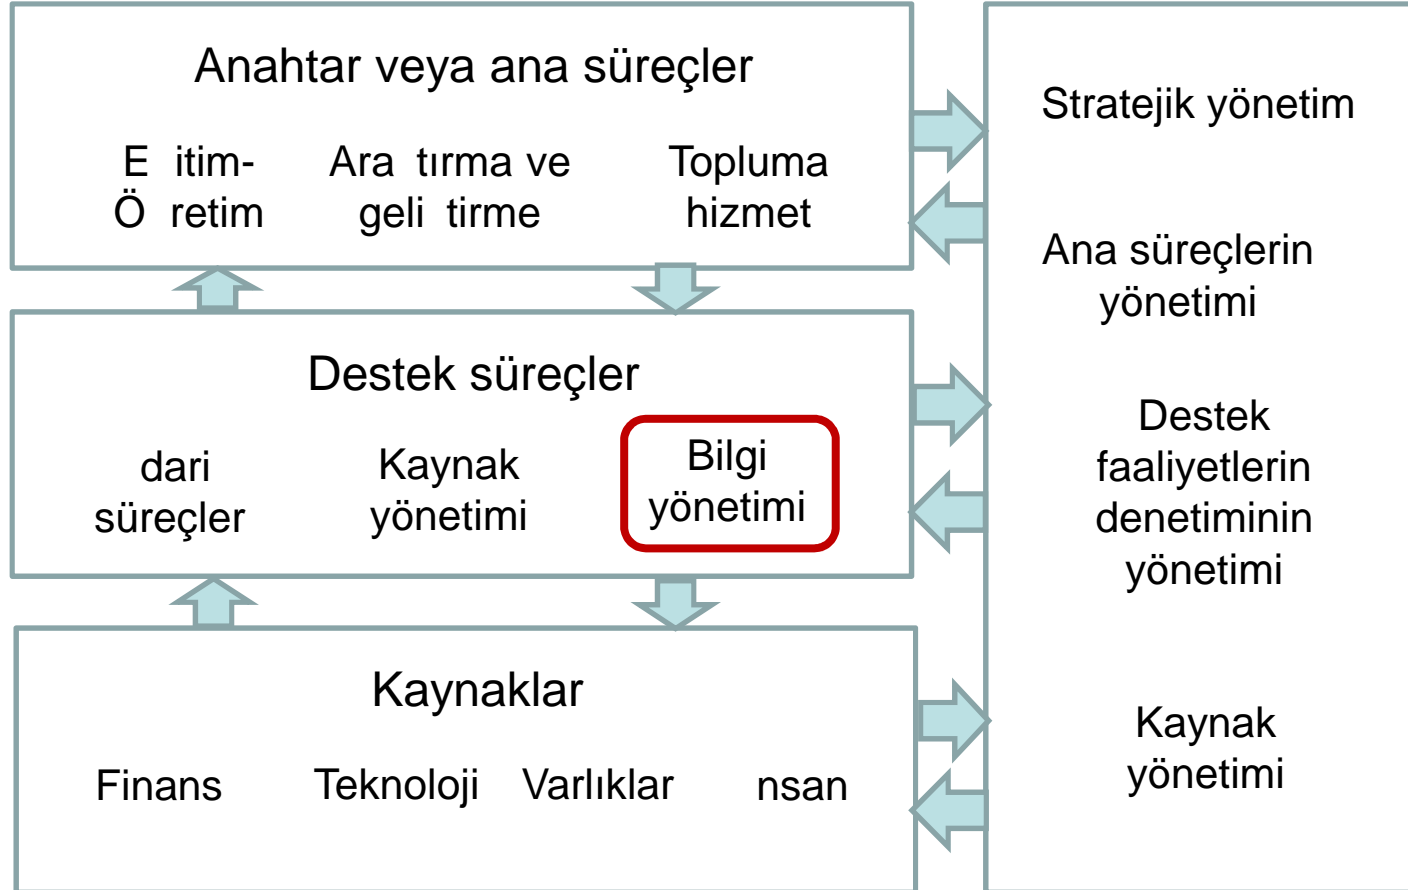 Anahtar veya ana süreçler
E itim-
Ö retim
Ara tırma ve
geli tirme
Topluma
hizmet
Destek süreçler
dari
süreçler
Kaynak
yönetimi
Bilgi
yönetimi
Kaynaklar
Finans
Teknoloji
Varlıklar
nsan
Stratejik yönetim
Ana süreçlerin
yönetimi
Destek
faaliyetlerin
denetiminin
yönetimi
Kaynak
yönetimi